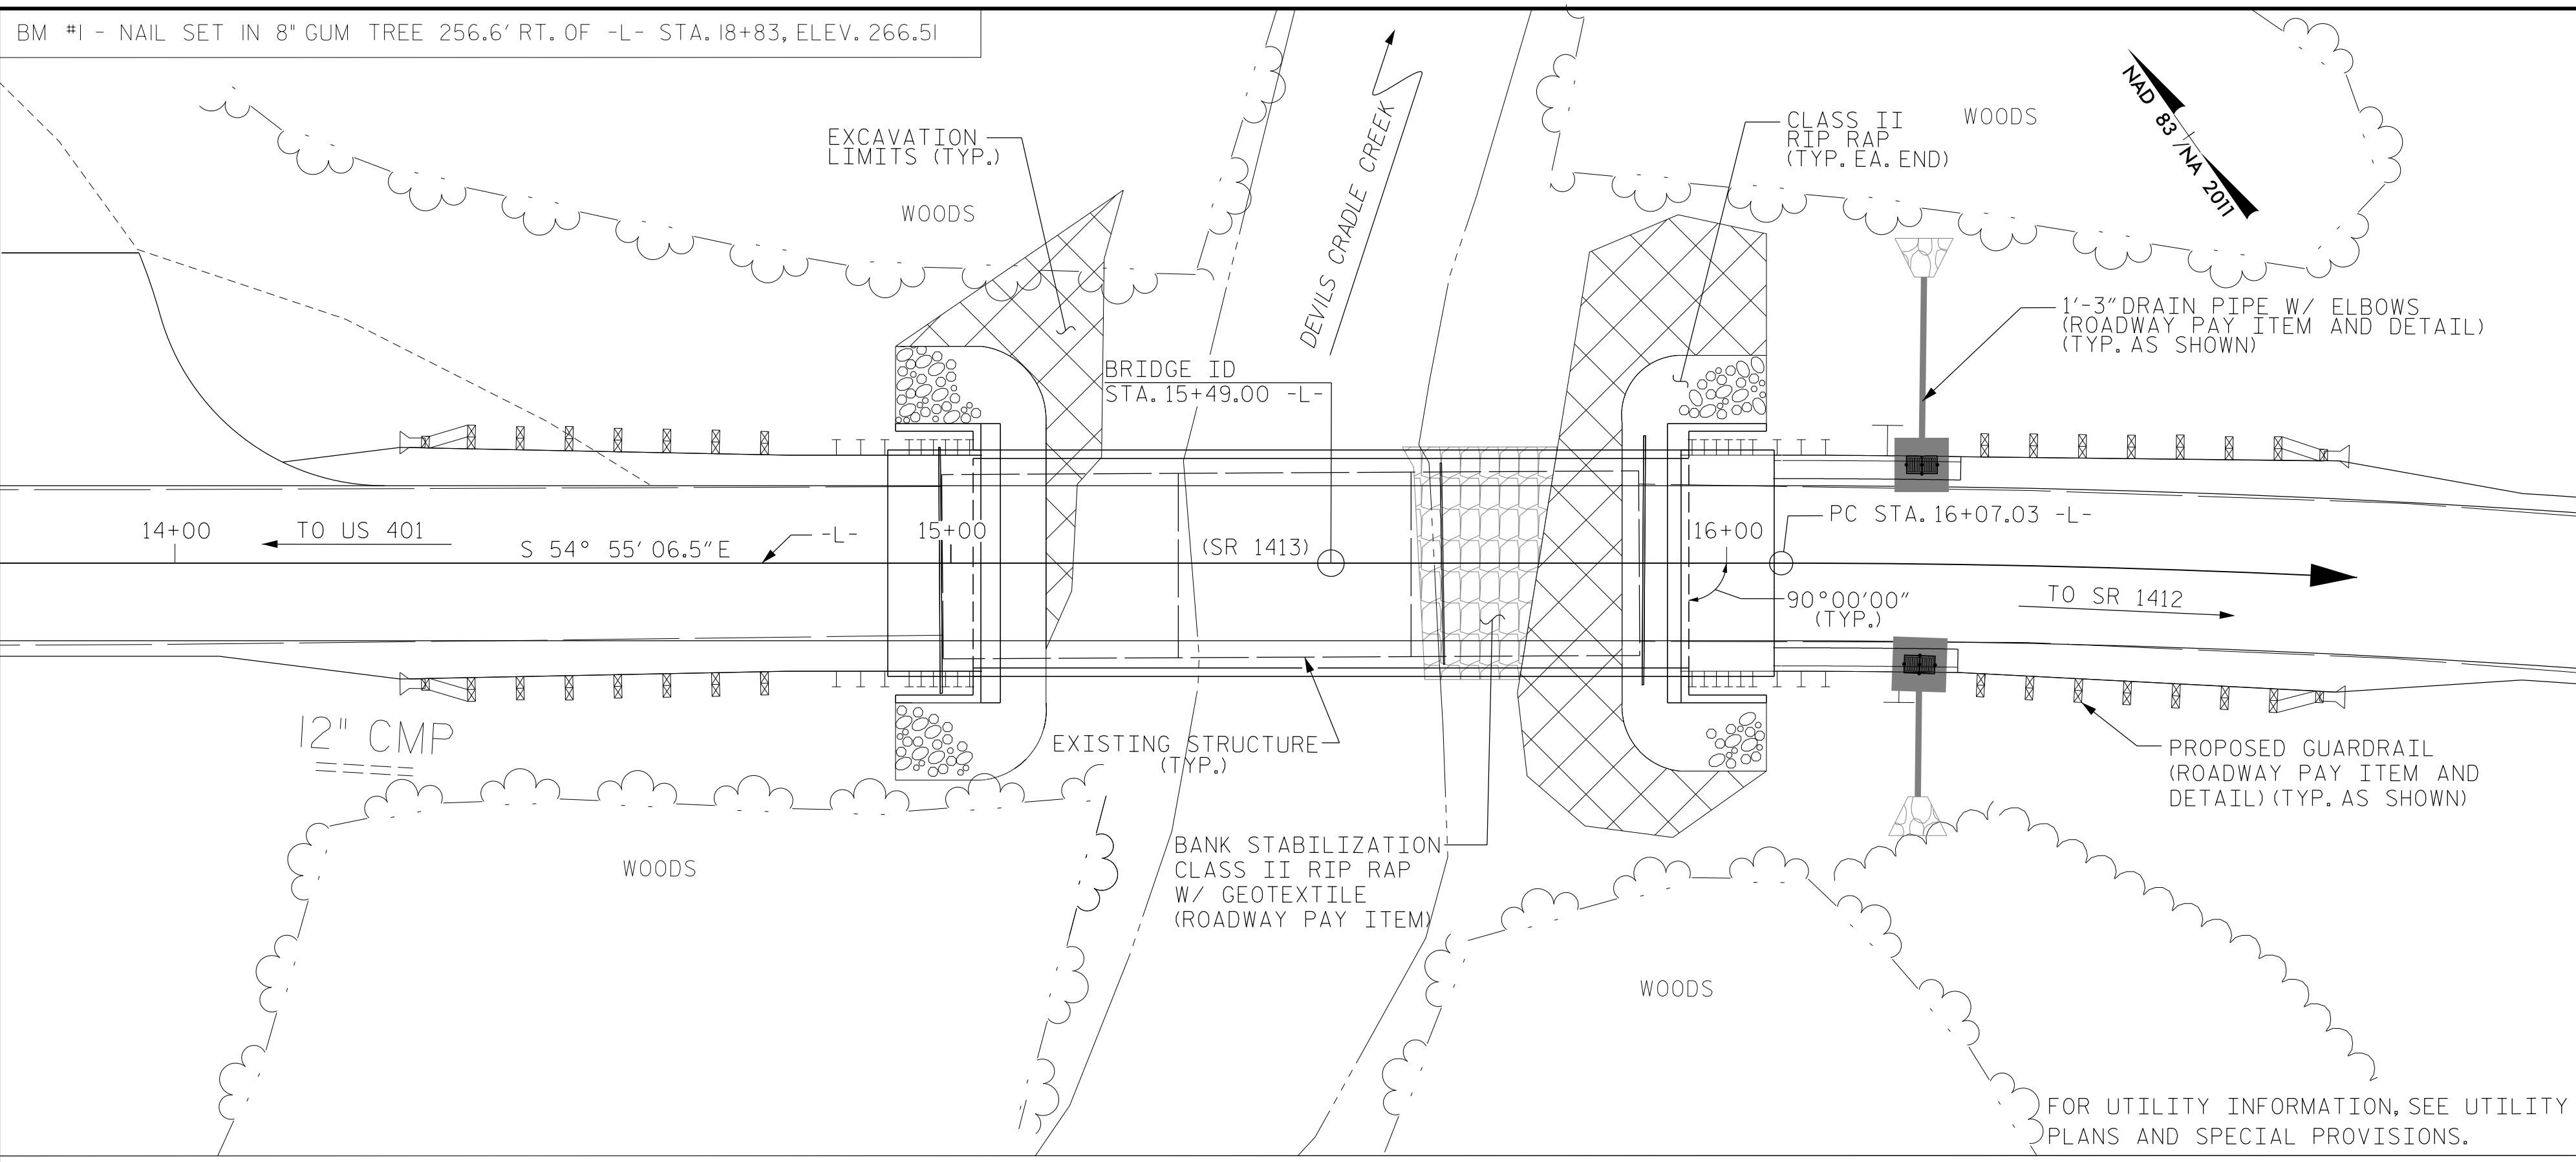 BM #1 - NAIL SET IN 8" GUM TREE 256.6' RT. OF -L- STA. 18+83, ELEV. 266.51
EXCAVATION
LIMITS (TYP.)
WOODS
DEVILS CRADLE CREEK
CLASS II
RIP RAP
(TYP. EA. END)
WOODS
NAD 83 /NA 2011
1'-3" DRAIN PIPE W/ ELBOWS
(ROADWAY PAY ITEM AND DETAIL)
(TYP. AS SHOWN)
BRIDGE ID
STA. 15+49.00 -L-
14+00
TO US 401
S 54° 55' 06.5" E
-L-
15+00
(SR 1413)
16+00
PC STA. 16+07.03 -L-
90°00'00"
(TYP.)
TO SR 1412
12" CMP
EXISTING STRUCTURE
(TYP.)
PROPOSED GUARDRAIL
(ROADWAY PAY ITEM AND
DETAIL) (TYP. AS SHOWN)
BANK STABILIZATION
CLASS II RIP RAP
W/ GEOTEXTILE
(ROADWAY PAY ITEM)
WOODS
WOODS
FOR UTILITY INFORMATION, SEE UTILITY
PLANS AND SPECIAL PROVISIONS.